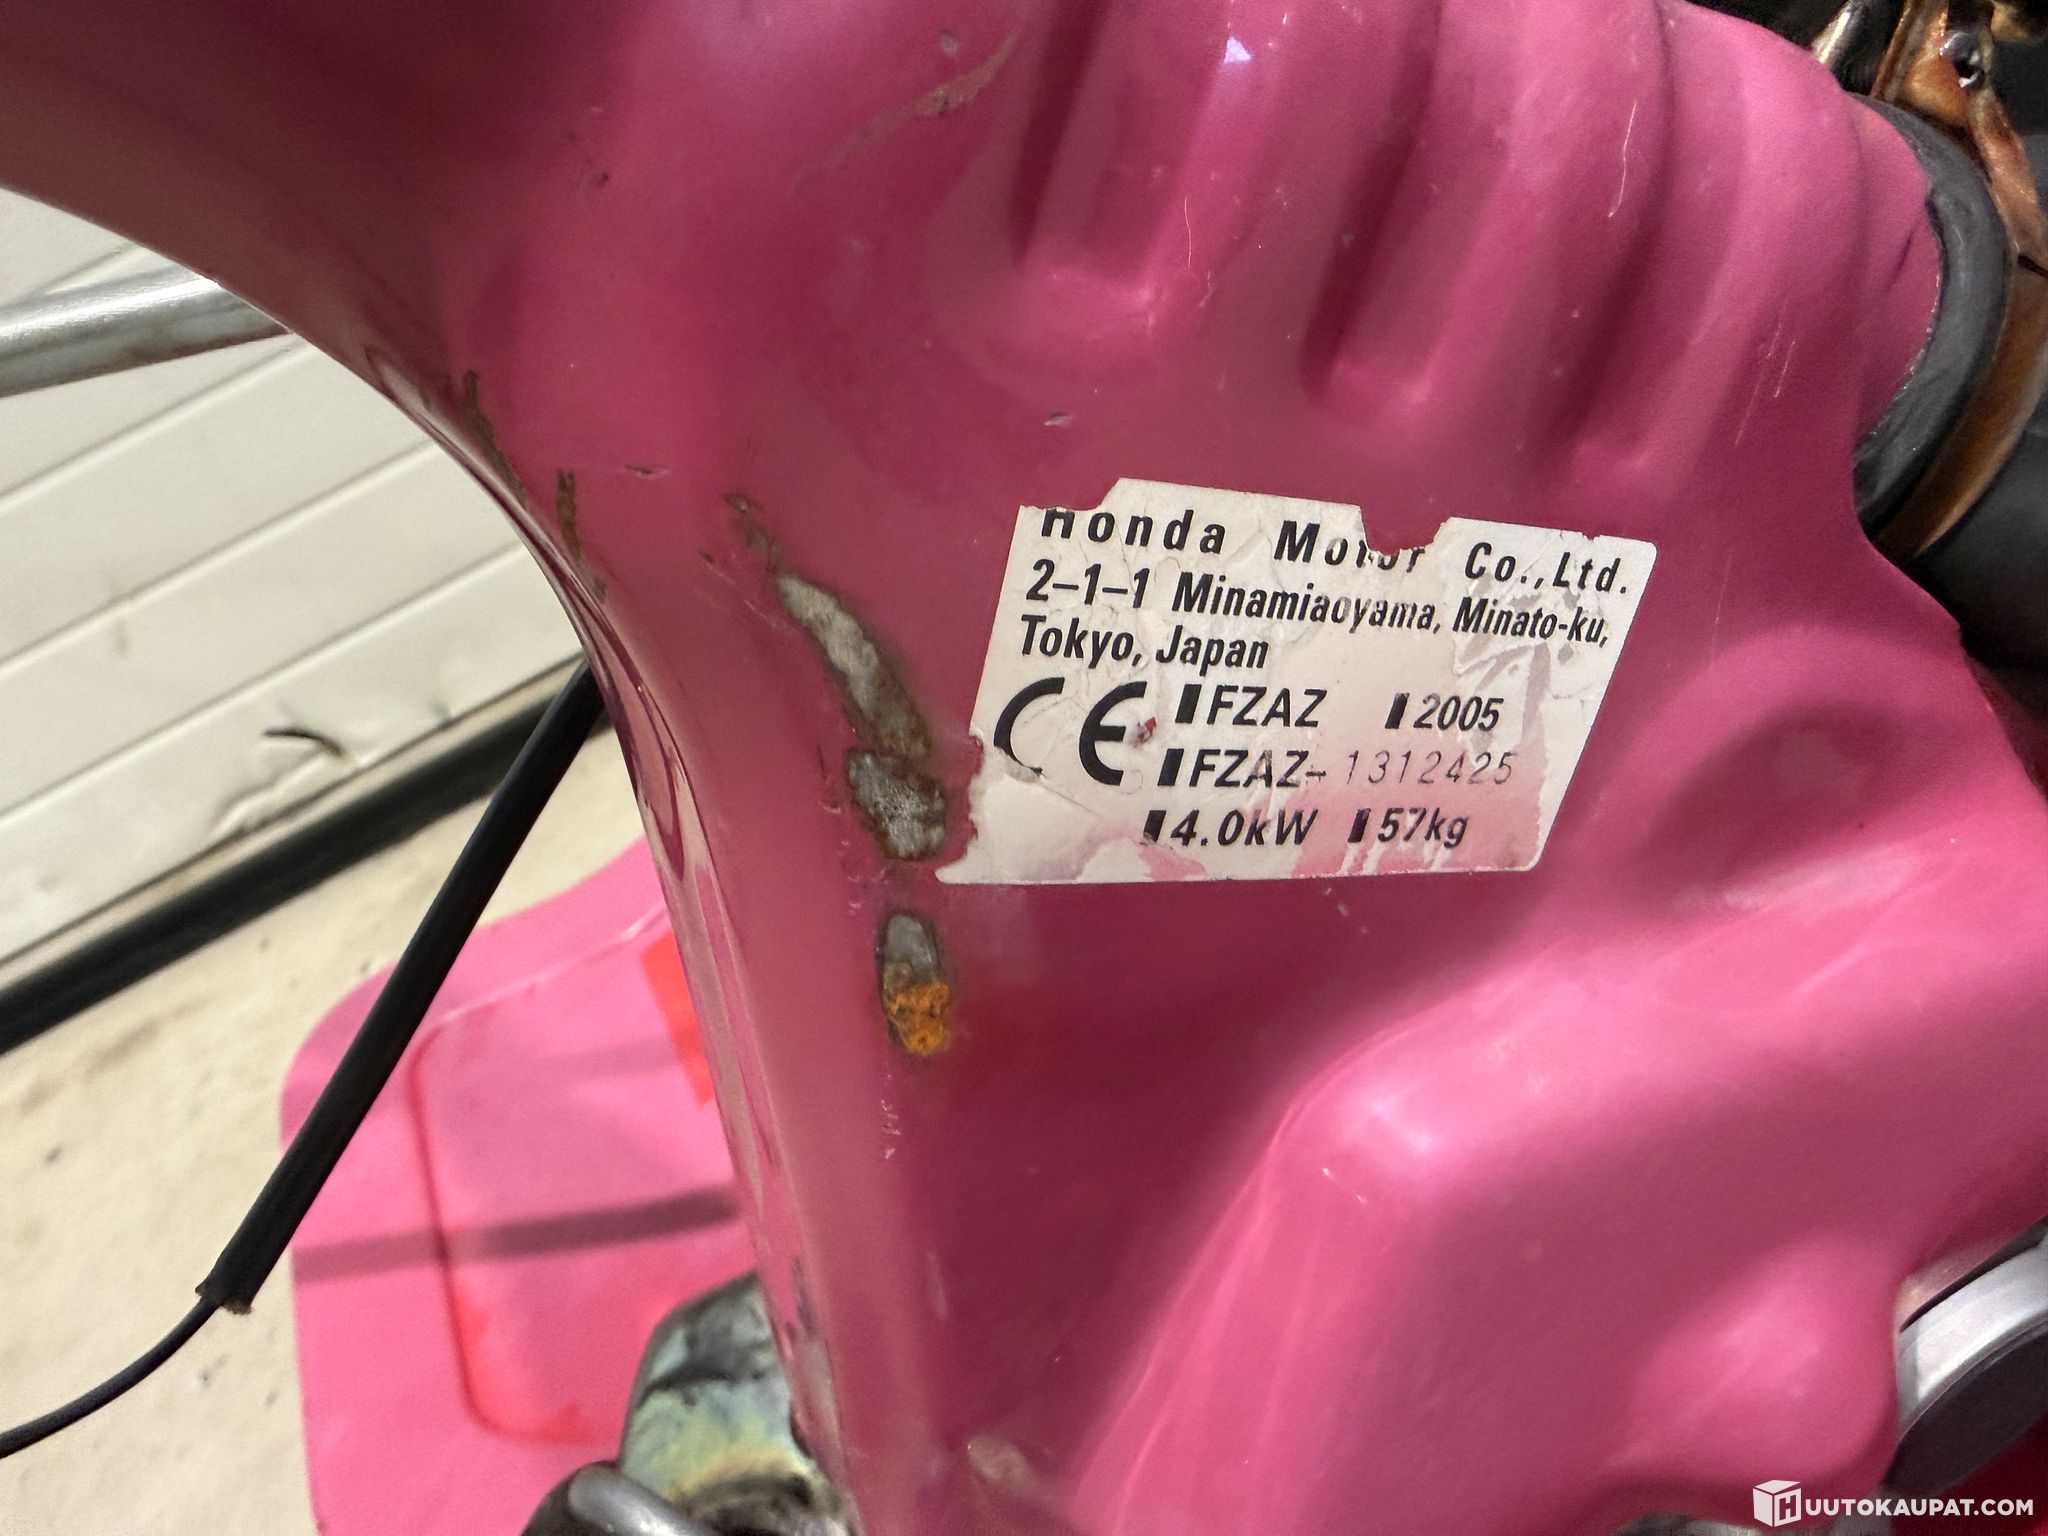 Honda Motor Co.,Ltd.
2-1-1 Minamiaoyama, Minato-ku,
Tokyo, Japan
CE FZAZ 2005
FZAZ- 1312425
4.0kW 57kg
HUUTOKAUPAT.COM